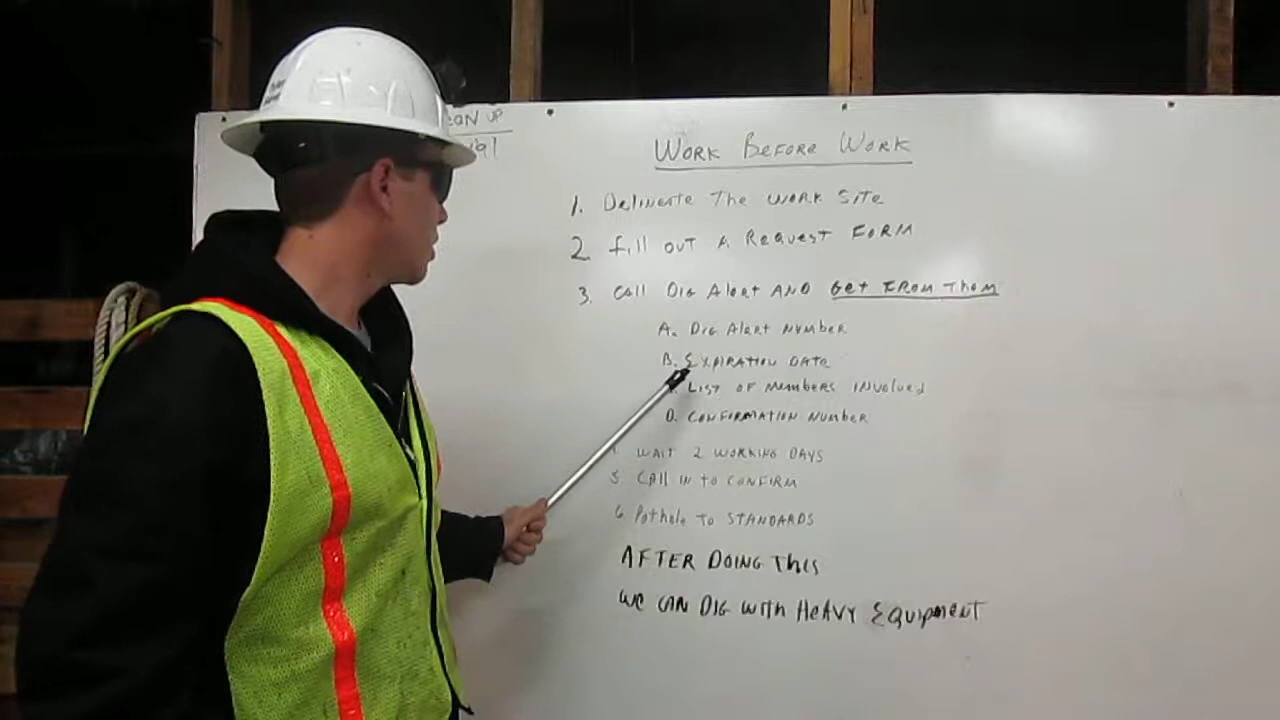 WORK BEFORE WORK
1. Delineate The WORK Site
2. Fill OUT A Request FORM
3. Call Dig Alert AND Get From Them
A. Dig Alert Number
B. EXPIRATION DATE
LIST OF MEMBERS INVOLVED
D. CONFORMATION NUMBER
WAIT 2 WORKING DAYS
5. CALL IN TO CONFIRM
6. Pothole To STANDARDS
AFTER DOING THIS
WE CAN DIG WITH HEAVY EQUIPMENT
UP